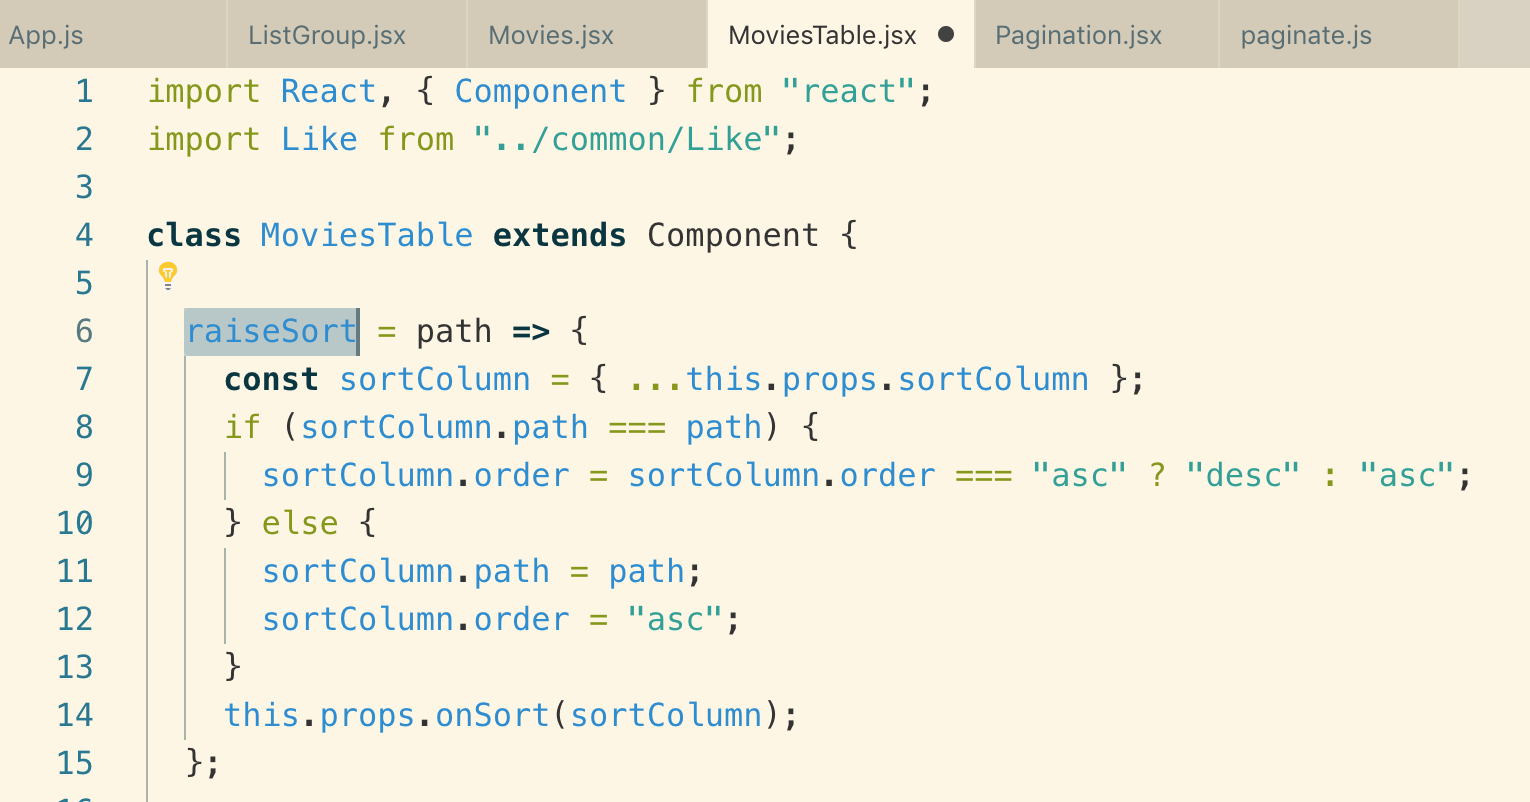 App.js ListGroup.jsx Movies.jsx MoviesTable.jsx Pagination.jsx paginate.js
1 import React, { Component } from "react";
2 import Like from "../common/Like";
3
4 class MoviesTable extends Component {
5
6   raiseSort = path => {
7     const sortColumn = { ...this.props.sortColumn };
8     if (sortColumn.path === path) {
9       sortColumn.order = sortColumn.order === "asc" ? "desc" : "asc";
10     } else {
11       sortColumn.path = path;
12       sortColumn.order = "asc";
13     }
14     this.props.onSort(sortColumn);
15   };